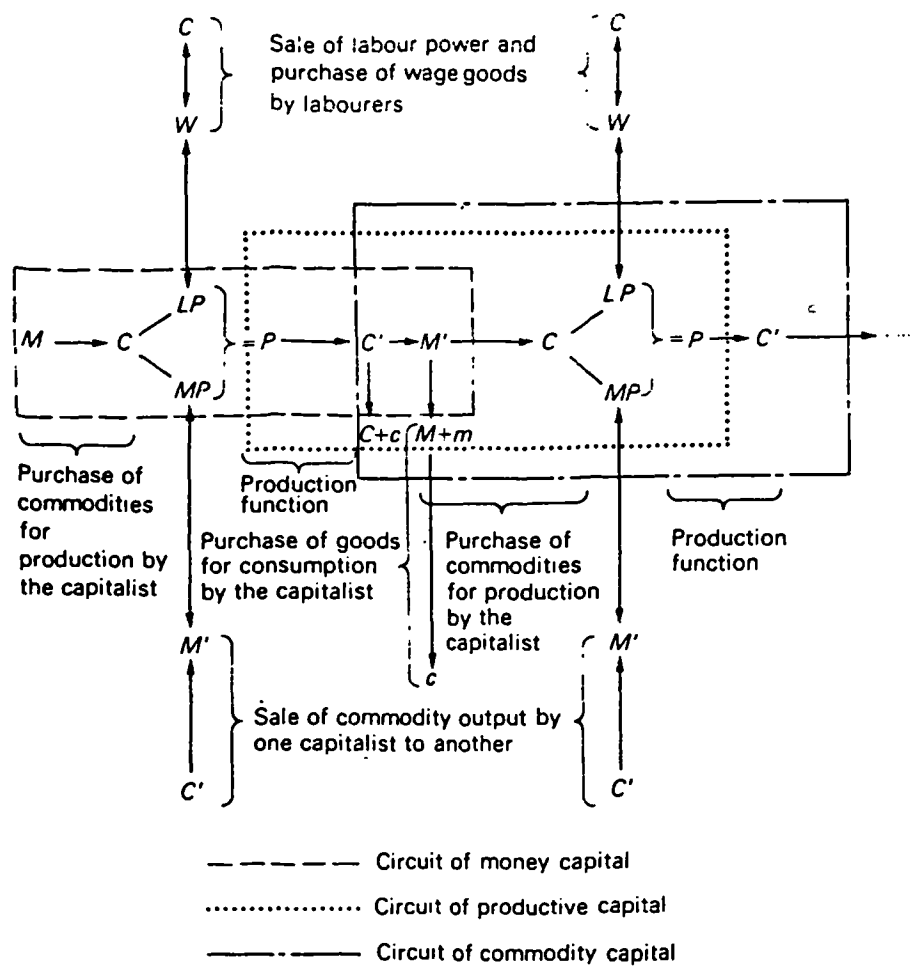 C C
Sale of labour power and
purchase of wage goods
by labourers
W W
LP LP
M C = P C' M' C = P C' ....
c
MP MP
C+c M+m
Purchase of
commodities
for
production by
the capitalist
Production
function
Purchase of goods
for consumption
by the capitalist
Purchase of
commodities
for production
by the
capitalist
Production
function
M' c M'
Sale of commodity output by
one capitalist to another
C' C'
Circuit of money capital
Circuit of productive capital
Circuit of commodity capital